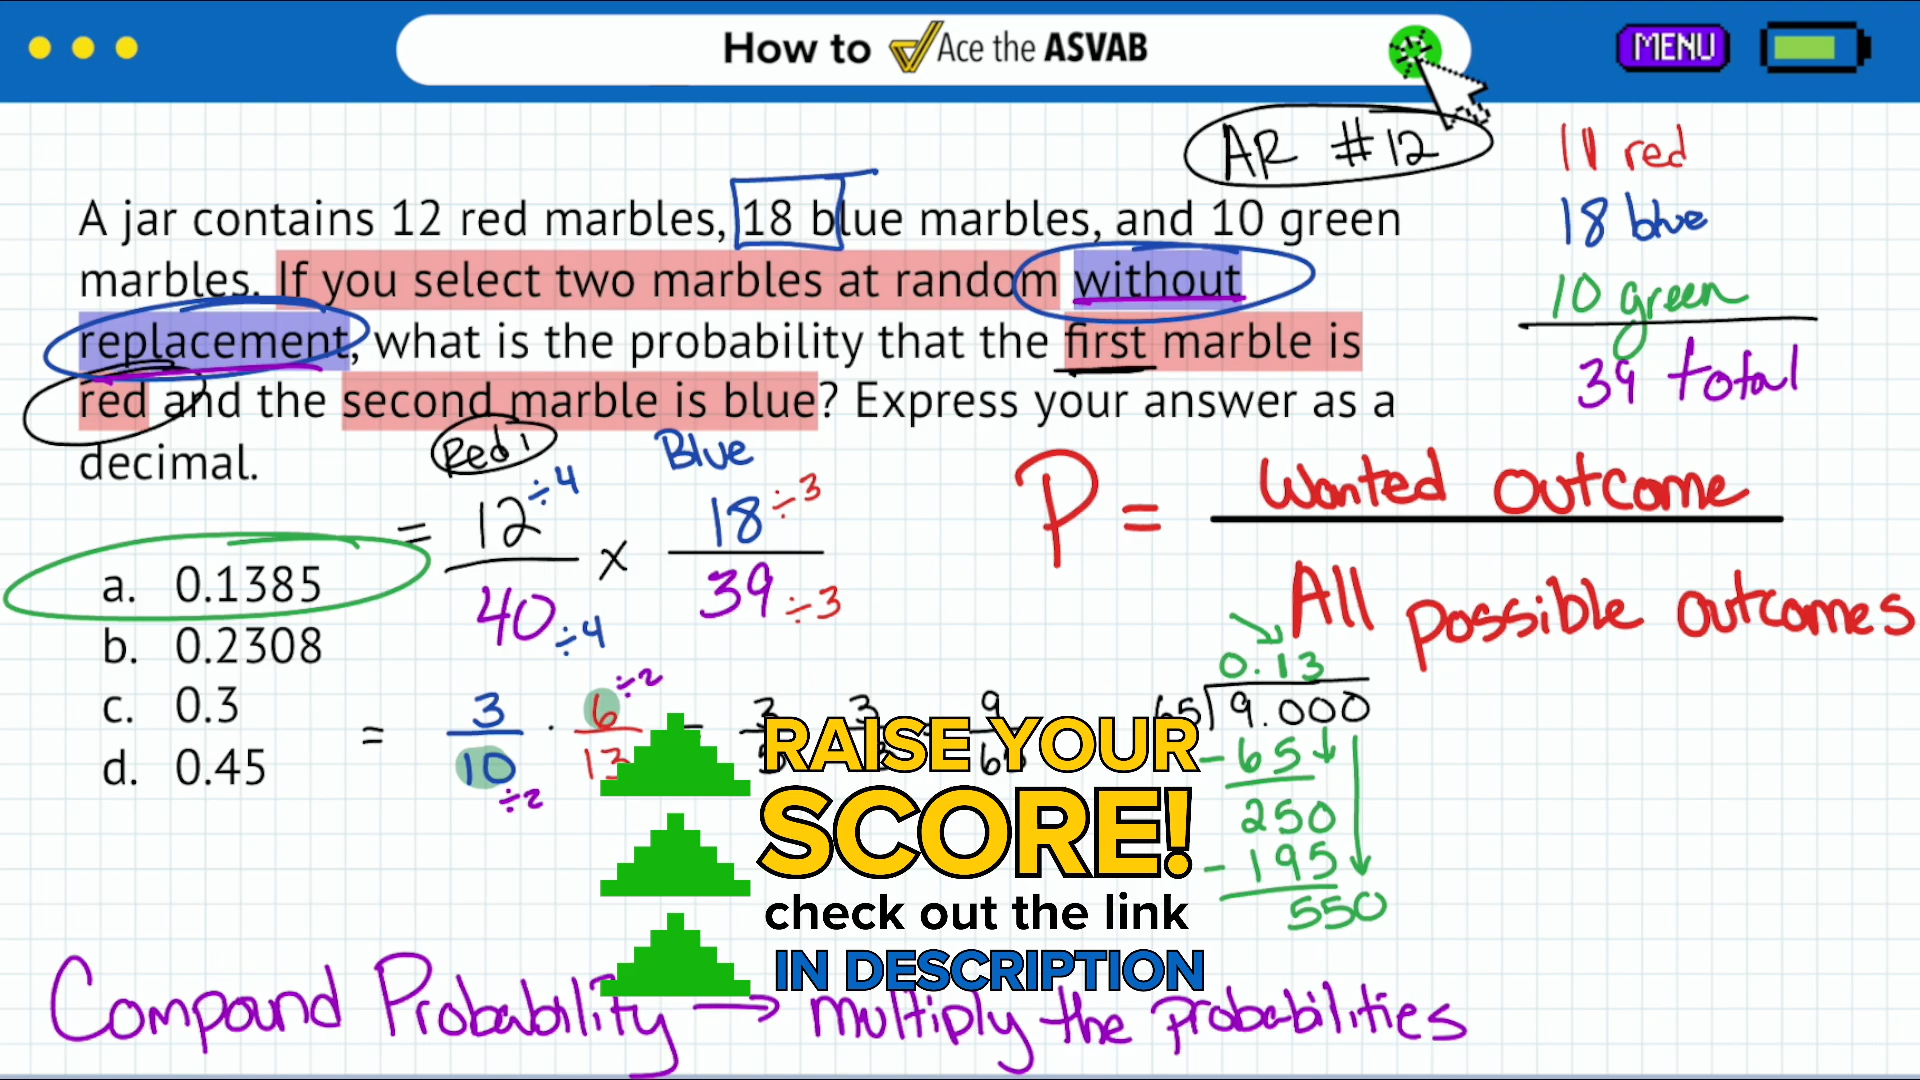 How to Ace the ASVAB
MENU
AR #12
A jar contains 12 red marbles, 18 blue marbles, and 10 green
marbles. If you select two marbles at random without
replacement, what is the probability that the first marble is
red and the second marble is blue? Express your answer as a
decimal.
11 red
18 blue
10 green
39 total
a. 0.1385
b. 0.2308
c. 0.3
d. 0.45
Red Blue
= 12 ÷4 × 18 ÷3
40 ÷4 39 ÷3
P = Wanted Outcome
All possible outcomes
= 3 · 6 ÷2
10 ÷2 13
3 3 9
0.13
65 9.000
-65
250
-195
550
RAISE YOUR
SCORE!
check out the link
IN DESCRIPTION
Compound Probability → multiply the probabilities